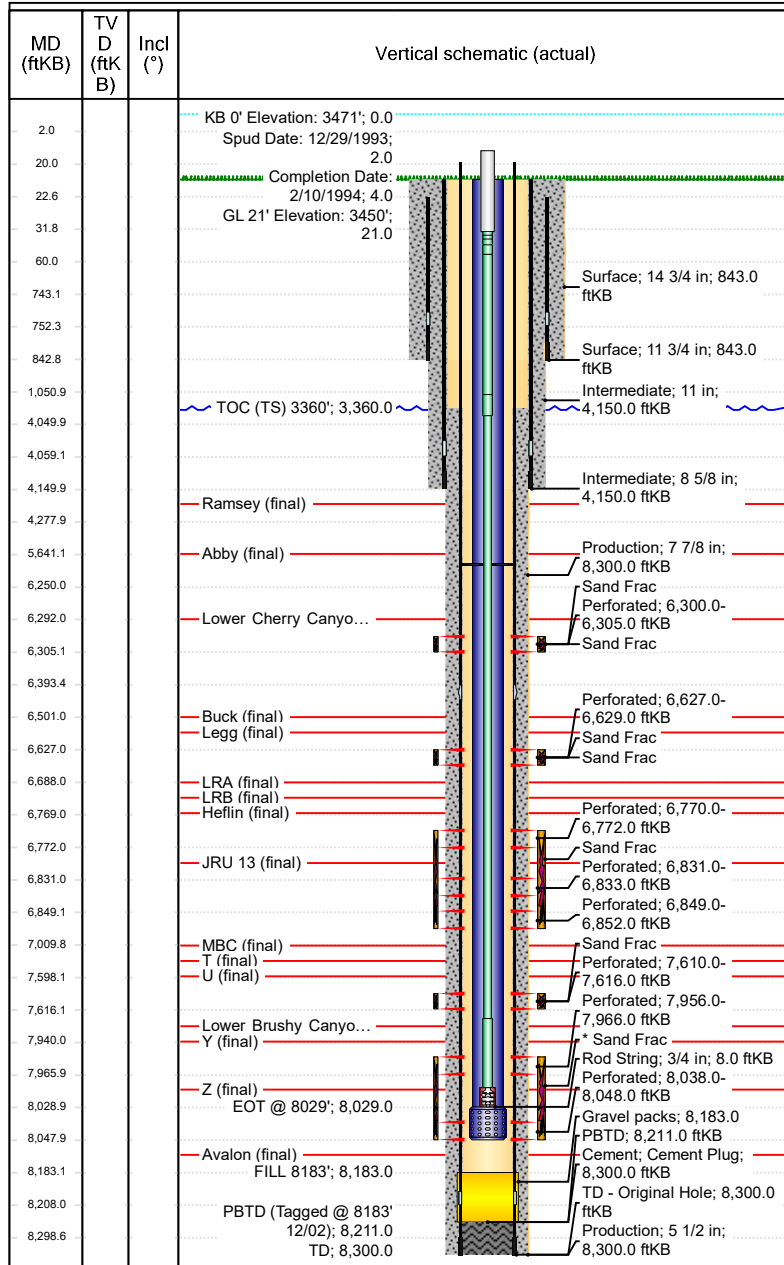 MD
(ftKB)
TV
D
(ftK
B)
Incl
(°)
Vertical schematic (actual)
2.0
20.0
22.6
31.8
60.0
743.1
752.3
842.8
1,050.9
4,049.9
4,059.1
4,149.9
4,277.9
5,641.1
6,250.0
6,292.0
6,305.1
6,393.4
6,501.0
6,627.0
6,688.0
6,769.0
6,772.0
6,831.0
6,849.1
7,009.8
7,598.1
7,616.1
7,940.0
7,965.9
8,028.9
8,047.9
8,183.1
8,208.0
8,298.6
KB 0' Elevation: 3471'; 0.0
Spud Date: 12/29/1993;
2.0
Completion Date:
2/10/1994; 4.0
GL 21' Elevation: 3450';
21.0
TOC (TS) 3360'; 3,360.0
Ramsey (final)
Abby (final)
Lower Cherry Canyo…
Buck (final)
Legg (final)
LRA (final)
LRB (final)
Heflin (final)
JRU 13 (final)
MBC (final)
T (final)
U (final)
Lower Brushy Canyo…
Y (final)
Z (final)
EOT @ 8029'; 8,029.0
Avalon (final)
FILL 8183'; 8,183.0
PBTD (Tagged @ 8183'
12/02); 8,211.0
TD; 8,300.0
Surface; 14 3/4 in; 843.0
ftKB
Surface; 11 3/4 in; 843.0
ftKB
Intermediate; 11 in;
4,150.0 ftKB
Intermediate; 8 5/8 in;
4,150.0 ftKB
Production; 7 7/8 in;
8,300.0 ftKB
Sand Frac
Perforated; 6,300.0-
6,305.0 ftKB
Sand Frac
Perforated; 6,627.0-
6,629.0 ftKB
Sand Frac
Sand Frac
Perforated; 6,770.0-
6,772.0 ftKB
Sand Frac
Perforated; 6,831.0-
6,833.0 ftKB
Perforated; 6,849.0-
6,852.0 ftKB
Sand Frac
Perforated; 7,610.0-
7,616.0 ftKB
Perforated; 7,956.0-
7,966.0 ftKB
* Sand Frac
Rod String; 3/4 in; 8.0 ftKB
Perforated; 8,038.0-
8,048.0 ftKB
Gravel packs; 8,183.0
PBTD; 8,211.0 ftKB
Cement; Cement Plug;
8,300.0 ftKB
TD - Original Hole; 8,300.0
ftKB
Production; 5 1/2 in;
8,300.0 ftKB